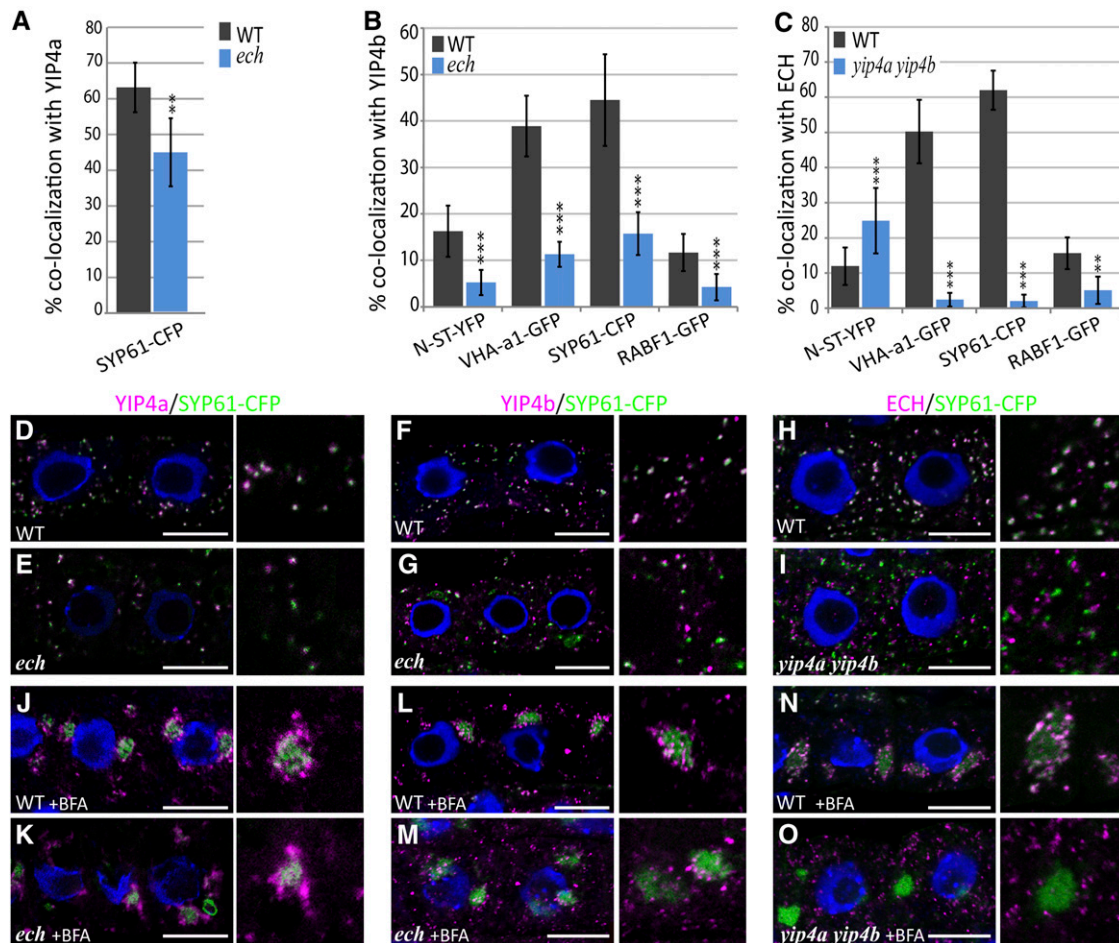 A
% co-localization with YIP4a
80
70
60
50
40
30
20
10
0
WT
ech
**
SYP61-CFP
B
% co-localization with YIP4b
60
50
40
30
20
10
0
WT
ech
***
***
***
***
N-ST-YFP
VHA-a1-GFP
SYP61-CFP
RABF1-GFP
C
% co-localization with ECH
80
70
60
50
40
30
20
10
0
WT
yip4a yip4b
***
***
***
**
N-ST-YFP
VHA-a1-GFP
SYP61-CFP
RABF1-GFP
YIP4a/SYP61-CFP
YIP4b/SYP61-CFP
ECH/SYP61-CFP
D
WT
F
WT
H
WT
E
ech
G
ech
I
yip4a yip4b
J
WT +BFA
L
WT +BFA
N
WT +BFA
K
ech +BFA
M
ech +BFA
O
yip4a yip4b +BFA